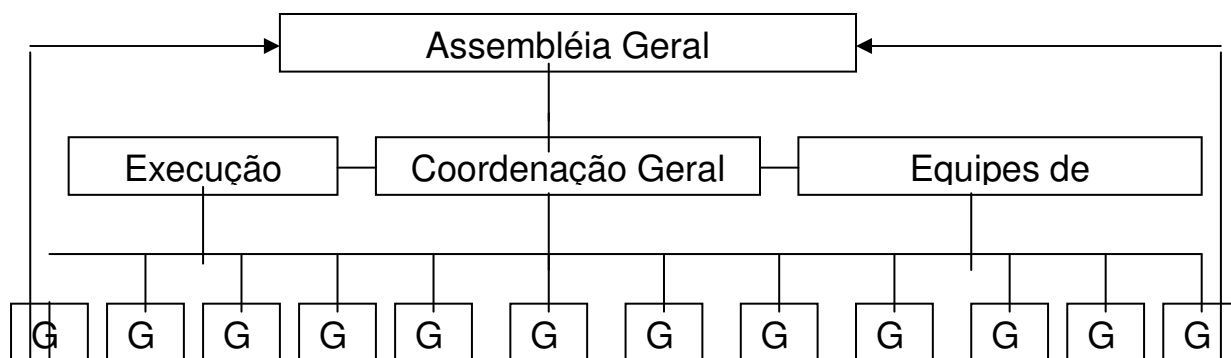 Assembléia Geral
Execução Coordenação Geral Equipes de
G G G G G G G G G G G G